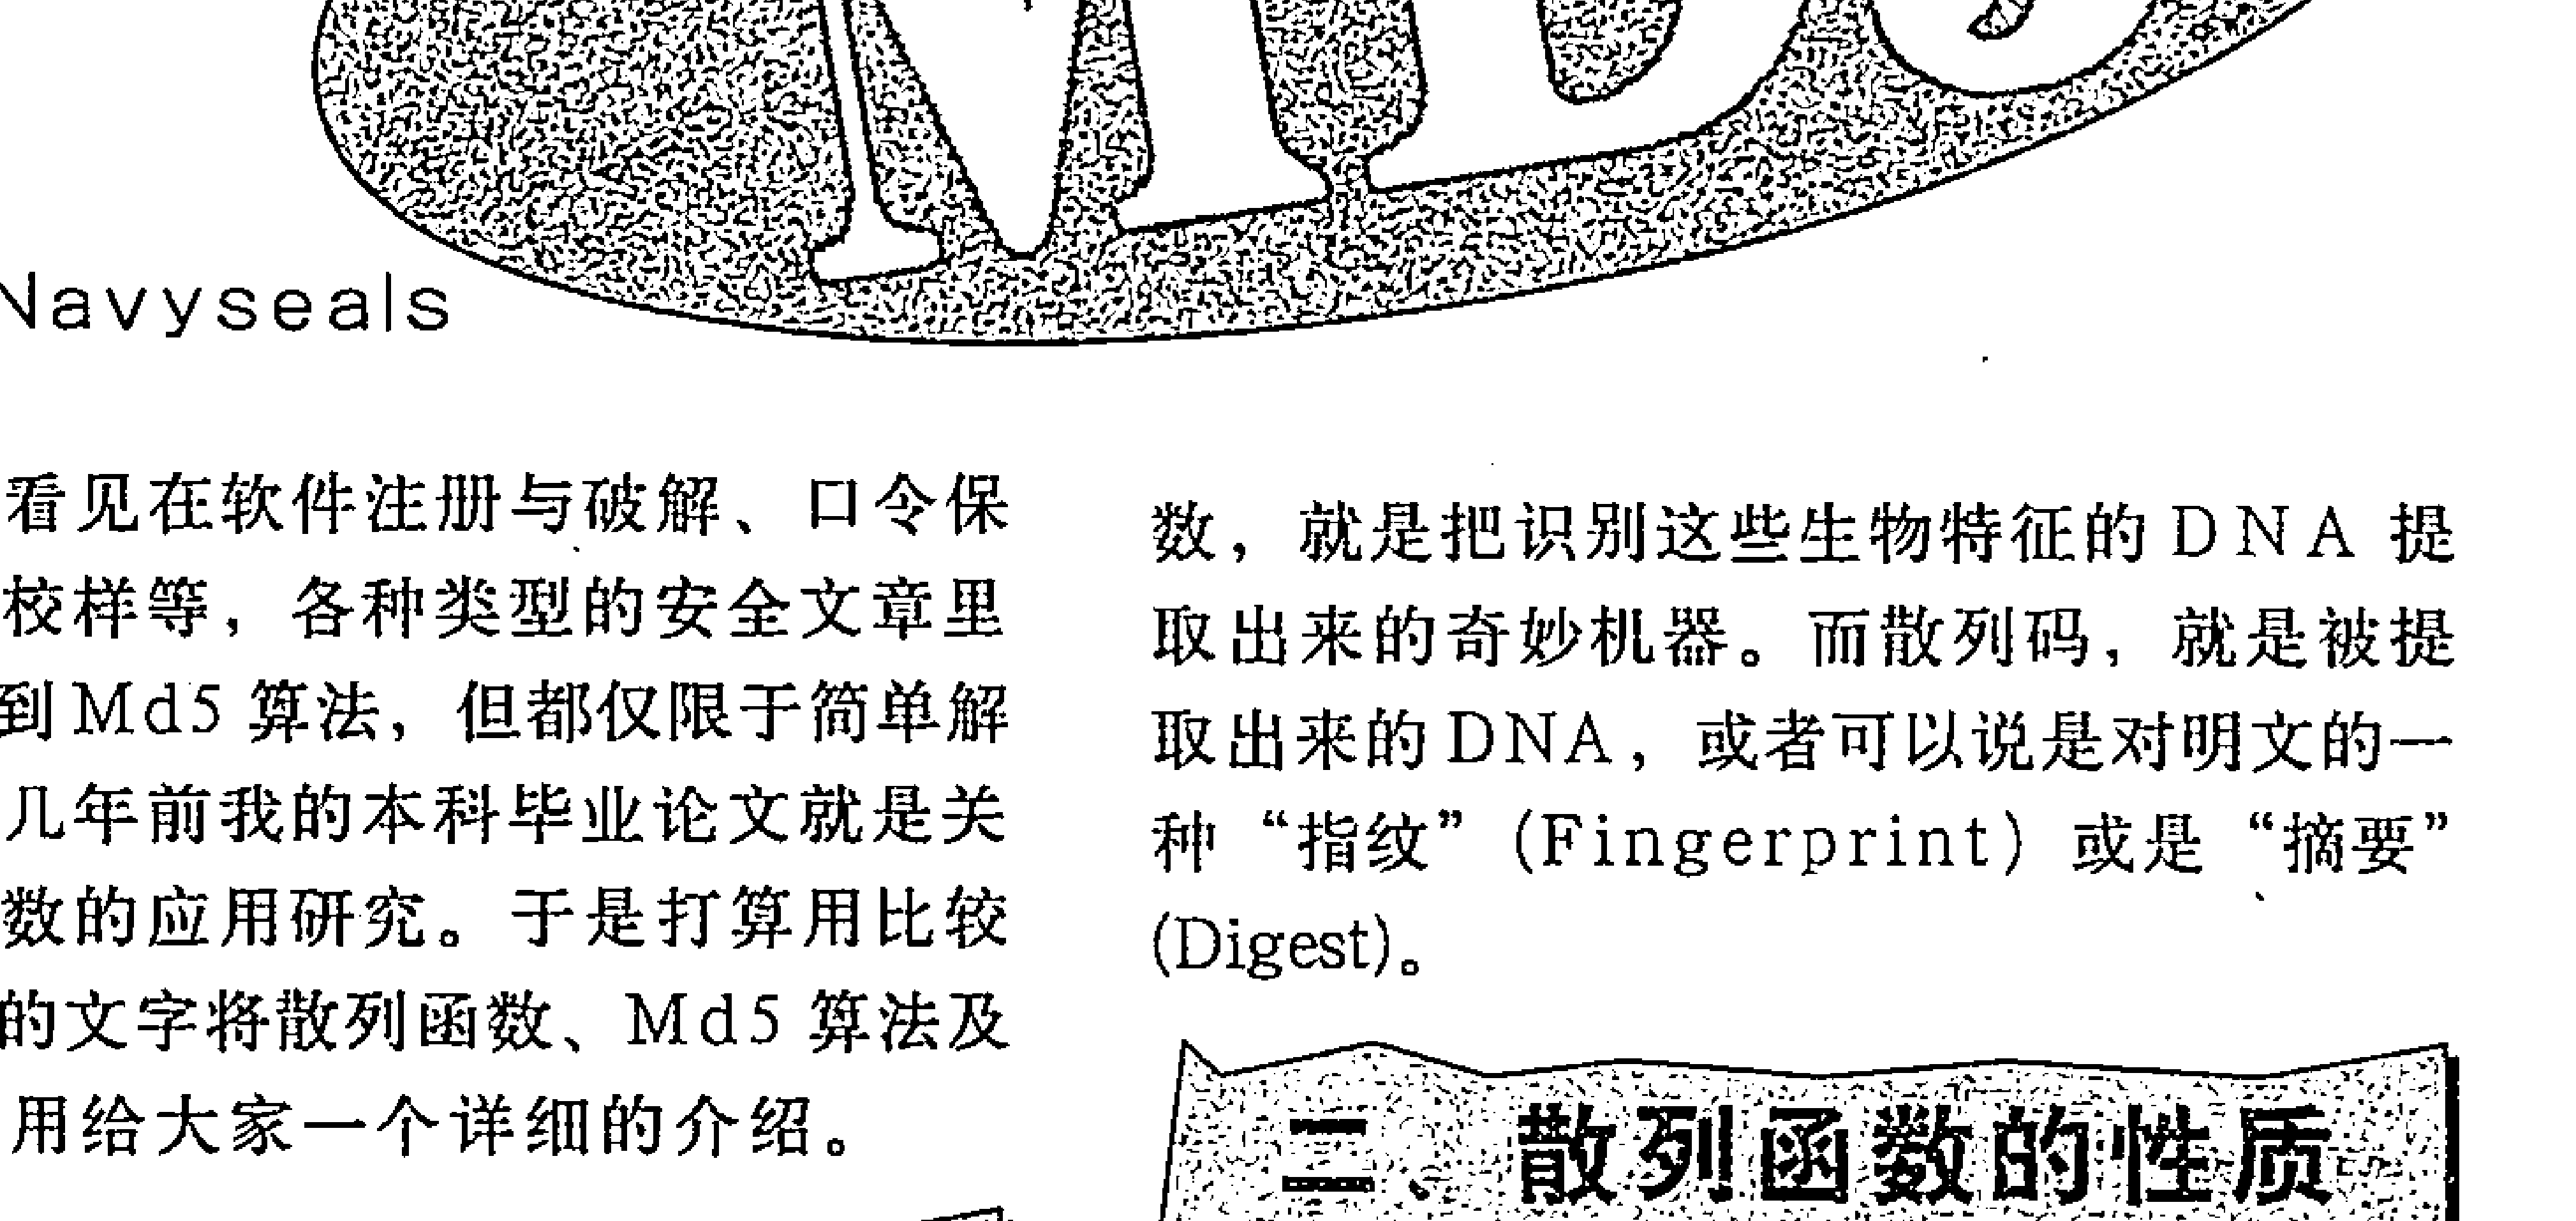 Navyseals
看见在软件注册与破解、口令保
校样等，各种类型的安全文章里
到Md5 算法，但都仅限于简单解
几年前我的本科毕业论文就是关
数的应用研究。于是打算用比较
的文字将散列函数、Md5 算法及
用给大家一个详细的介绍。
数，就是把识别这些生物特征的DNA 提
取出来的奇妙机器。而散列码，就是被提
取出来的DNA，或者可以说是对明文的一
种“指纹”(Fingerprint) 或是“摘要”
(Digest)。
二、散列函数的性质